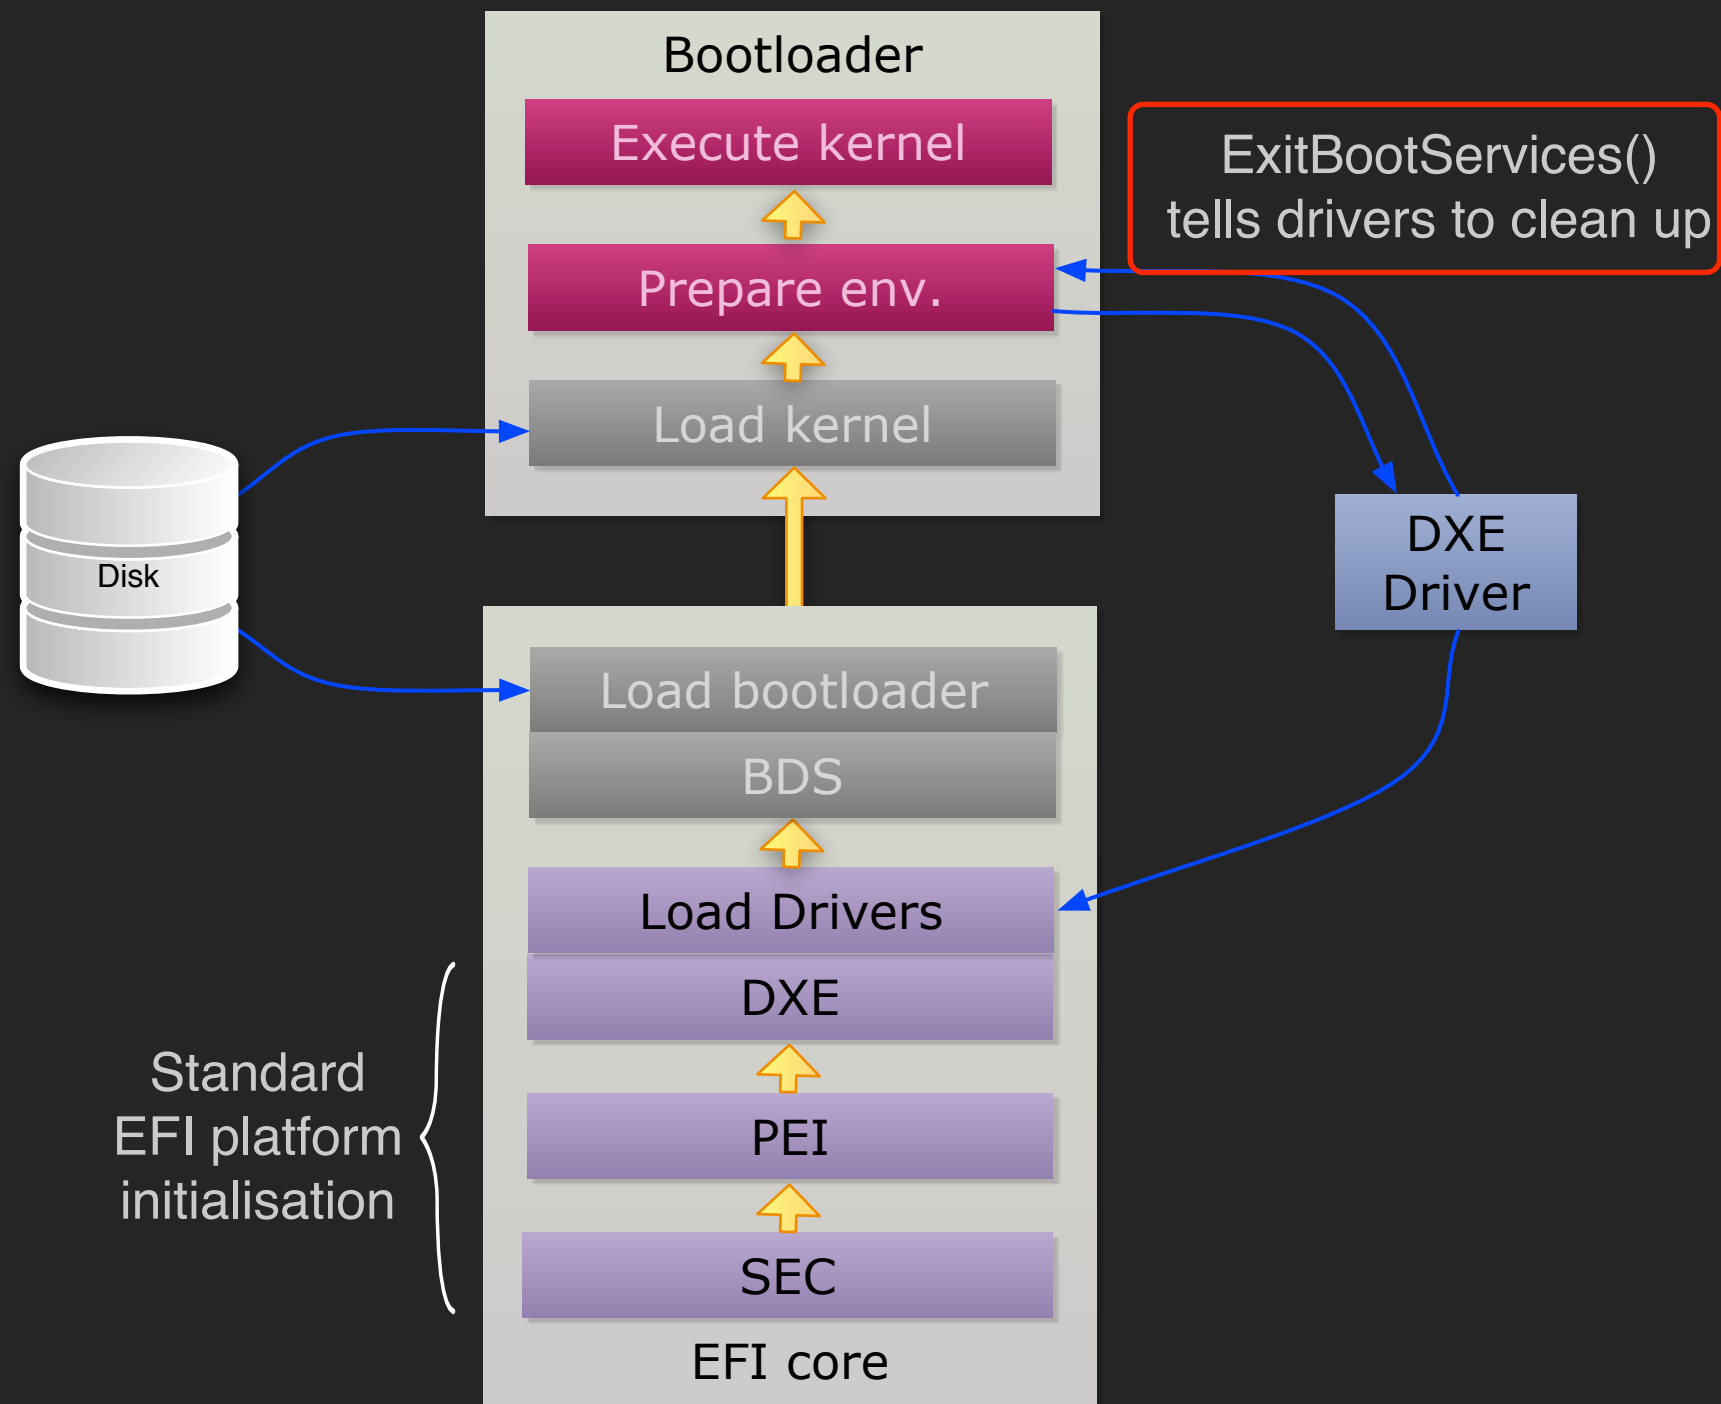 Bootloader
Execute kernel
ExitBootServices()
tells drivers to clean up
Prepare env.
Load kernel
Disk
DXE
Driver
Load bootloader
BDS
Load Drivers
DXE
Standard
EFI platform
initialisation
PEI
SEC
EFI core